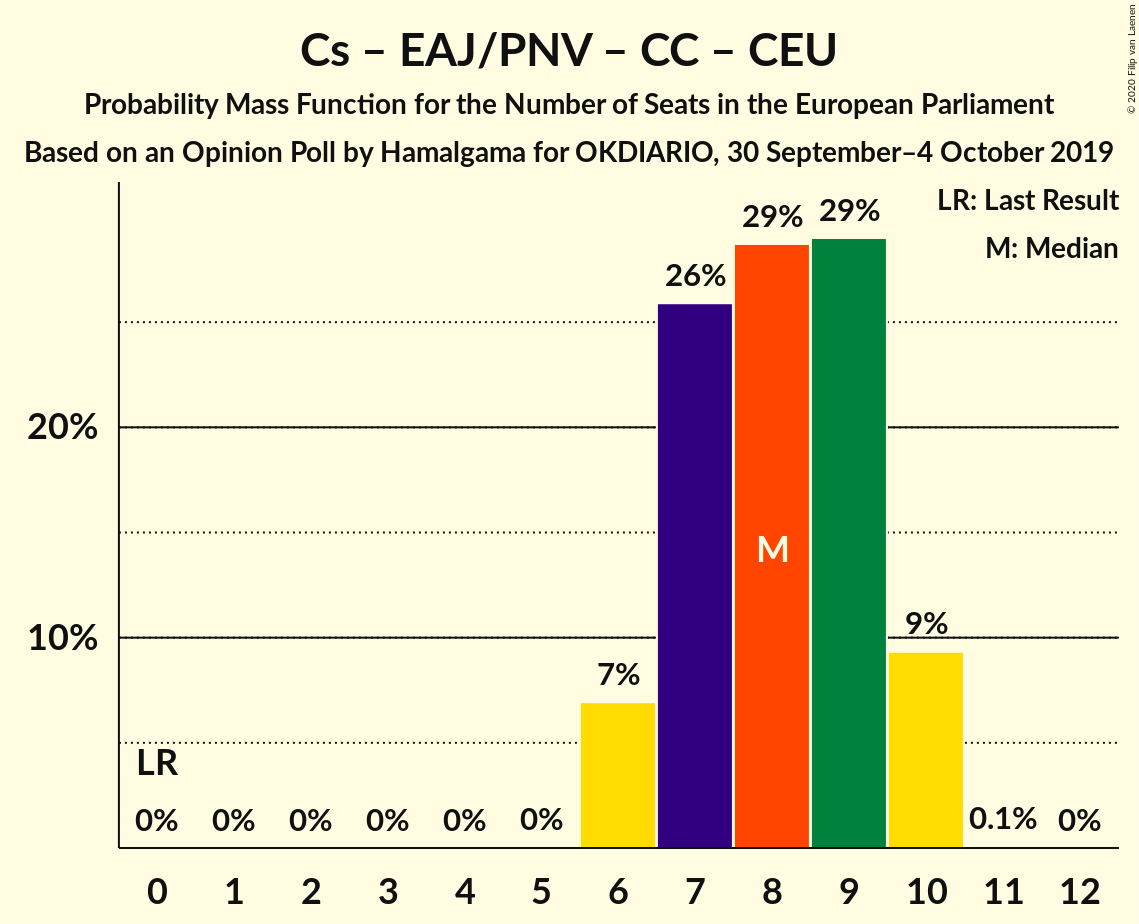 Cs – EAJ/PNV – CC – CEU
Probability Mass Function for the Number of Seats in the European Parliament
Based on an Opinion Poll by Hamalgama for OKDIARIO, 30 September–4 October 2019
© 2020 Filip van Laenen
LR: Last Result
M: Median
29% 29%
26%
20%
M
10%
9%
7%
LR
0% 0% 0% 0% 0% 0% 0.1% 0%
0 1 2 3 4 5 6 7 8 9 10 11 12